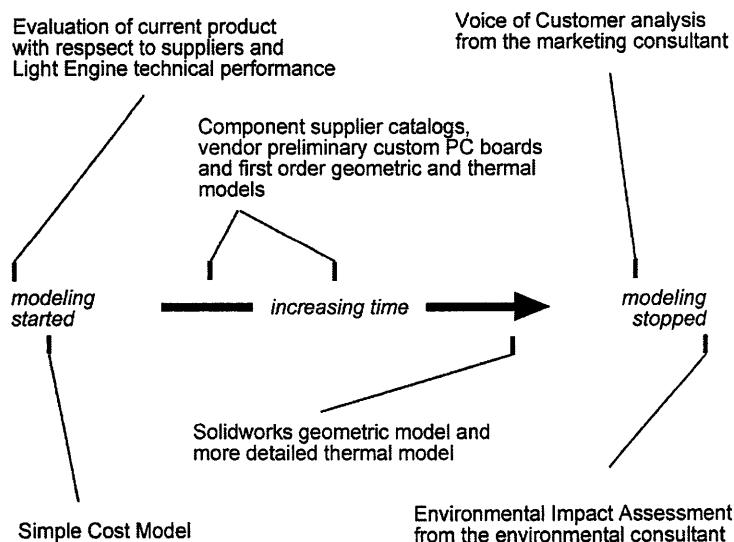 Evaluation of current product
with respsect to suppliers and
Light Engine technical performance
Voice of Customer analysis
from the marketing consultant
Component supplier catalogs,
vendor preliminary custom PC boards
and first order geometric and thermal
models
modeling
started
increasing time
modeling
stopped
Solidworks geometric model and
more detailed thermal model
Simple Cost Model
Environmental Impact Assessment
from the environmental consultant